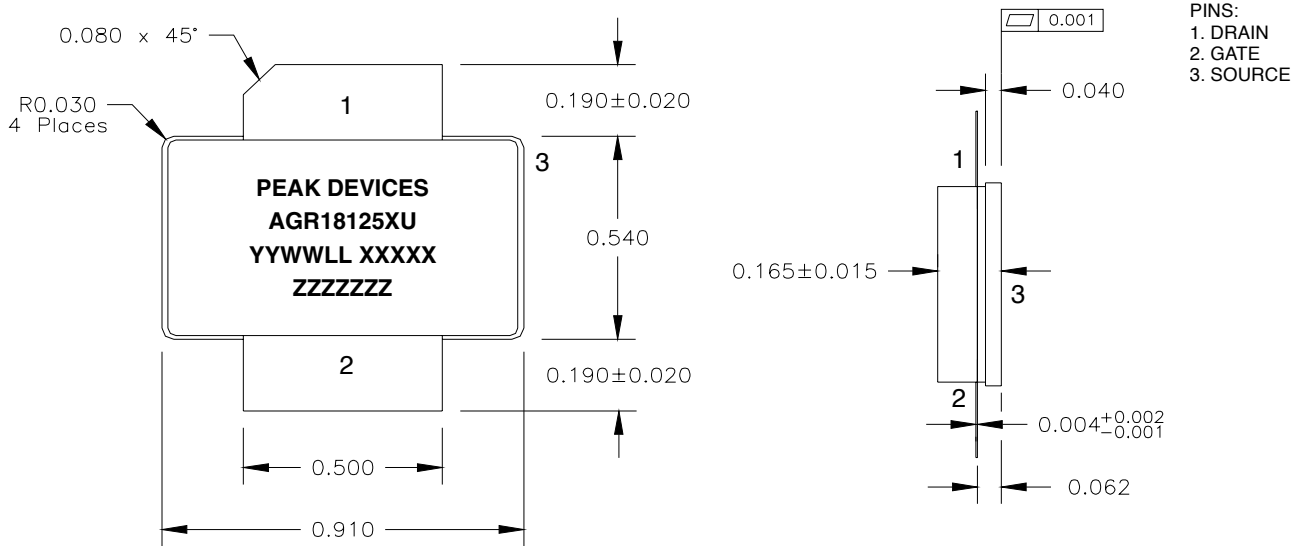 0.080 x 45°
R0.030
4 Places
1
0.190±0.020
3
PEAK DEVICES
AGR18125XU
YYWWLL XXXXX
ZZZZZZZ
0.540
2
0.190±0.020
0.500
0.910
0.001
0.040
1
0.165±0.015
3
2
0.004+0.002
-0.001
0.062
PINS:
1. DRAIN
2. GATE
3. SOURCE